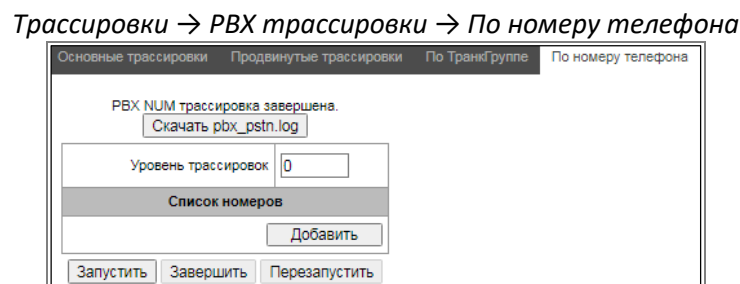 Трассировки → PBX трассировки → По номеру телефона
Основные трассировки Продвинутые трассировки По ТранкГруппе По номеру телефона
PBX NUM трассировка завершена.
Скачать pbx_pstn.log
Уровень трассировок 0
Список номеров
Добавить
Запустить Завершить Перезапустить